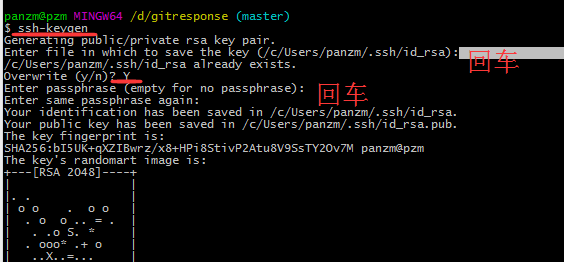 panzm@pzm MINGW64 /d/gitresponse (master)
$ ssh-keygen
Generating public/private rsa key pair.
Enter file in which to save the key (/c/Users/panzm/.ssh/id_rsa): 回车
/c/Users/panzm/.ssh/id_rsa already exists.
Overwrite (y/n)? Y
Enter passphrase (empty for no passphrase): 回车
Enter same passphrase again:
Your identification has been saved in /c/Users/panzm/.ssh/id_rsa.
Your public key has been saved in /c/Users/panzm/.ssh/id_rsa.pub.
The key fingerprint is:
SHA256:bI5UK+qXZIBwrz/x8+HPi8StivP2Atu8V9SsTY2Ov7M panzm@pzm
The key's randomart image is:
+---[RSA 2048]----+
|                 |
|. .              |
| o o    .  o o   |
|  . o  o .. = .  |
|   . .o S. *     |
|  . ooo* .+ o    |
|   ..X..=...     |